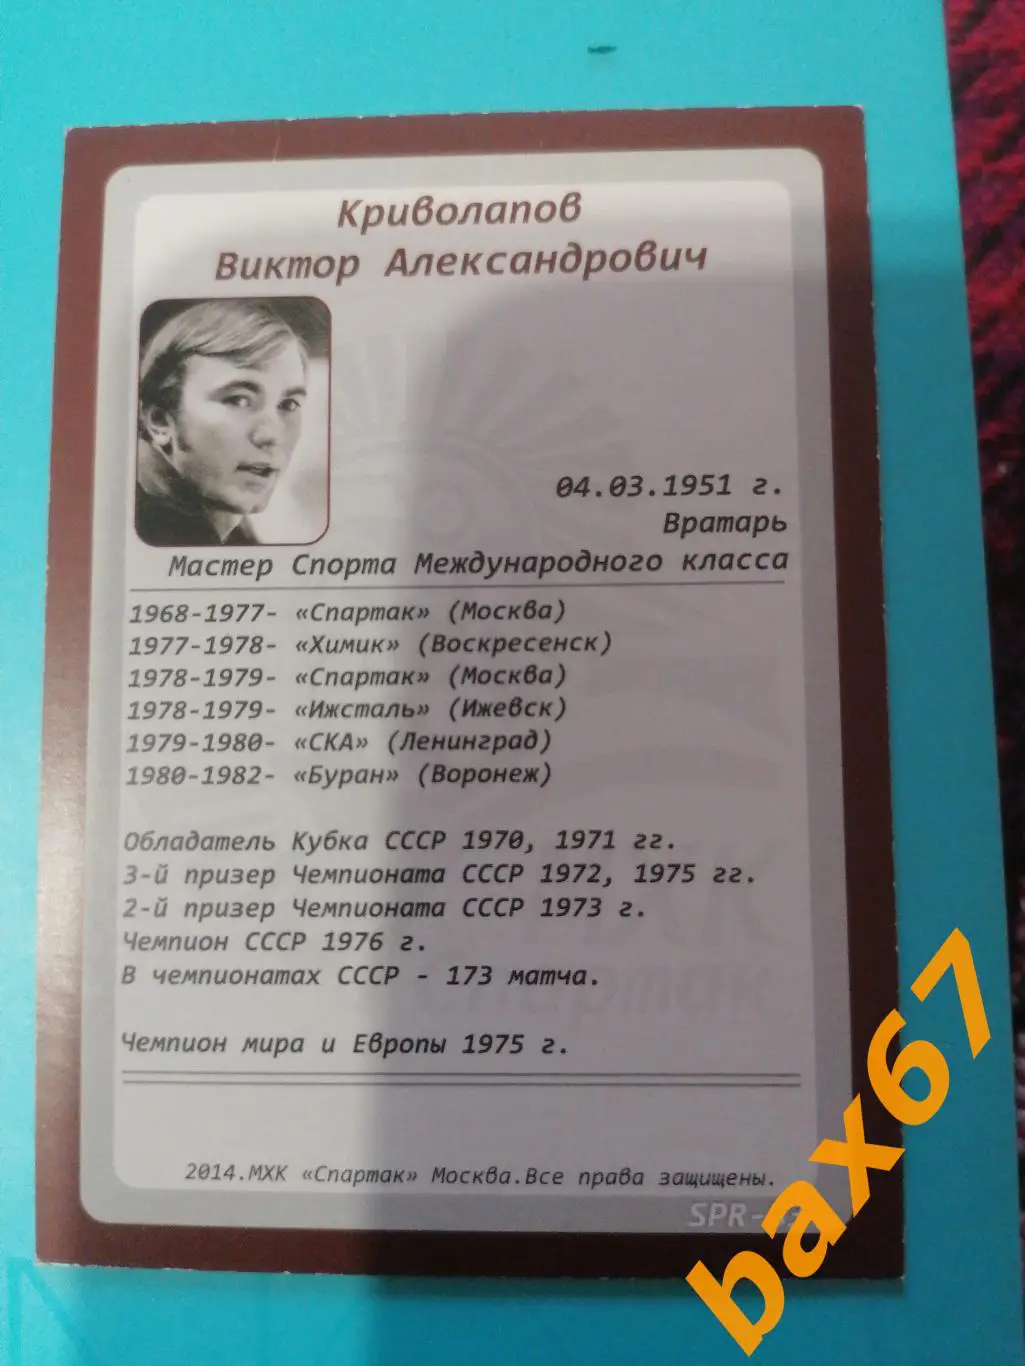 Криволапов
Виктор Александрович
04.03.1951 г.
Вратарь
Мастер Спорта Международного класса
1968-1977- «Спартак» (Москва)
1977-1978- «Химик» (Воскресенск)
1978-1979- «Спартак» (Москва)
1978-1979- «Ижсталь» (Ижевск)
1979-1980- «СКА» (Ленинград)
1980-1982- «Буран» (Воронеж)
Обладатель Кубка СССР 1970, 1971 гг.
3-й призер Чемпионата СССР 1972, 1975 гг.
2-й призер Чемпионата СССР 1973 г.
Чемпион СССР 1976 г.
В чемпионатах СССР - 173 матча.
Спартак
Чемпион мира и Европы 1975 г.
2014.МХК «Спартак» Москва.Все права защищены.
SPR-
bax67